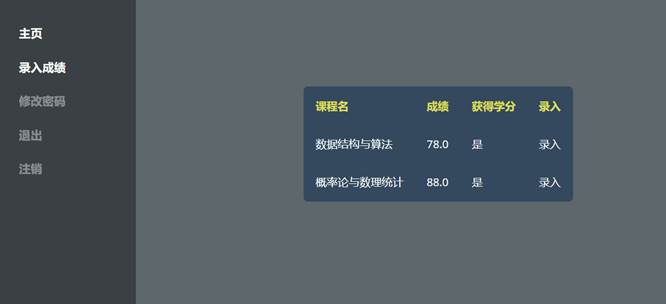 主页
录入成绩
修改密码
退出
注销
课程名 成绩 获得学分 录入
数据结构与算法 78.0 是 录入
概率论与数理统计 88.0 是 录入